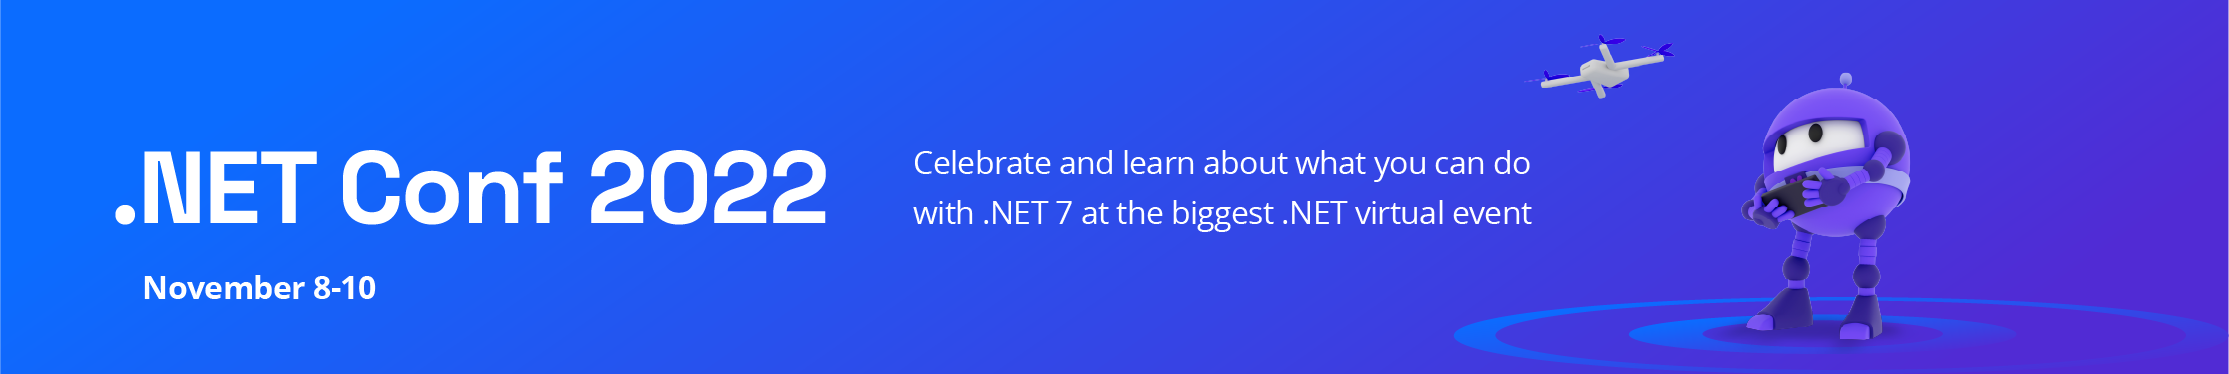 .NET Conf 2022
November 8-10
Celebrate and learn about what you can do
with .NET 7 at the biggest .NET virtual event